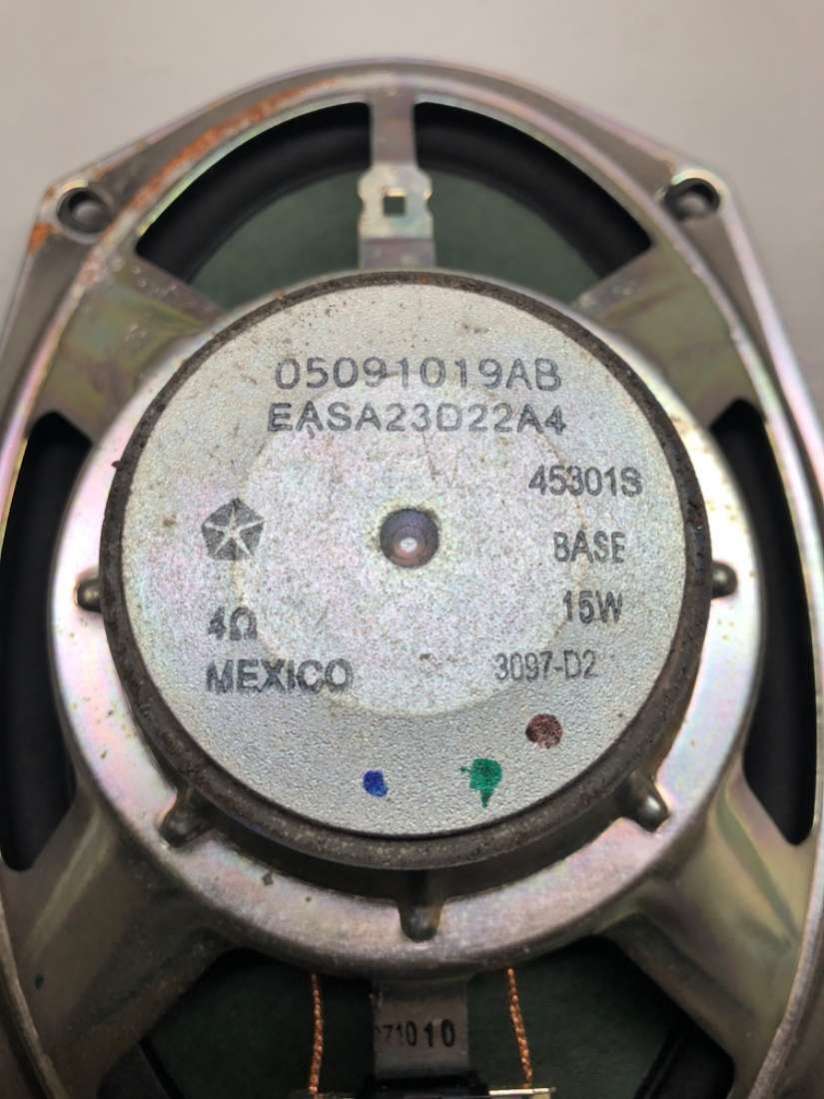 05091019AB
EASA23D22A4
45301S
BASE
4Ω
15W
MEXICO
3097-D2
71010